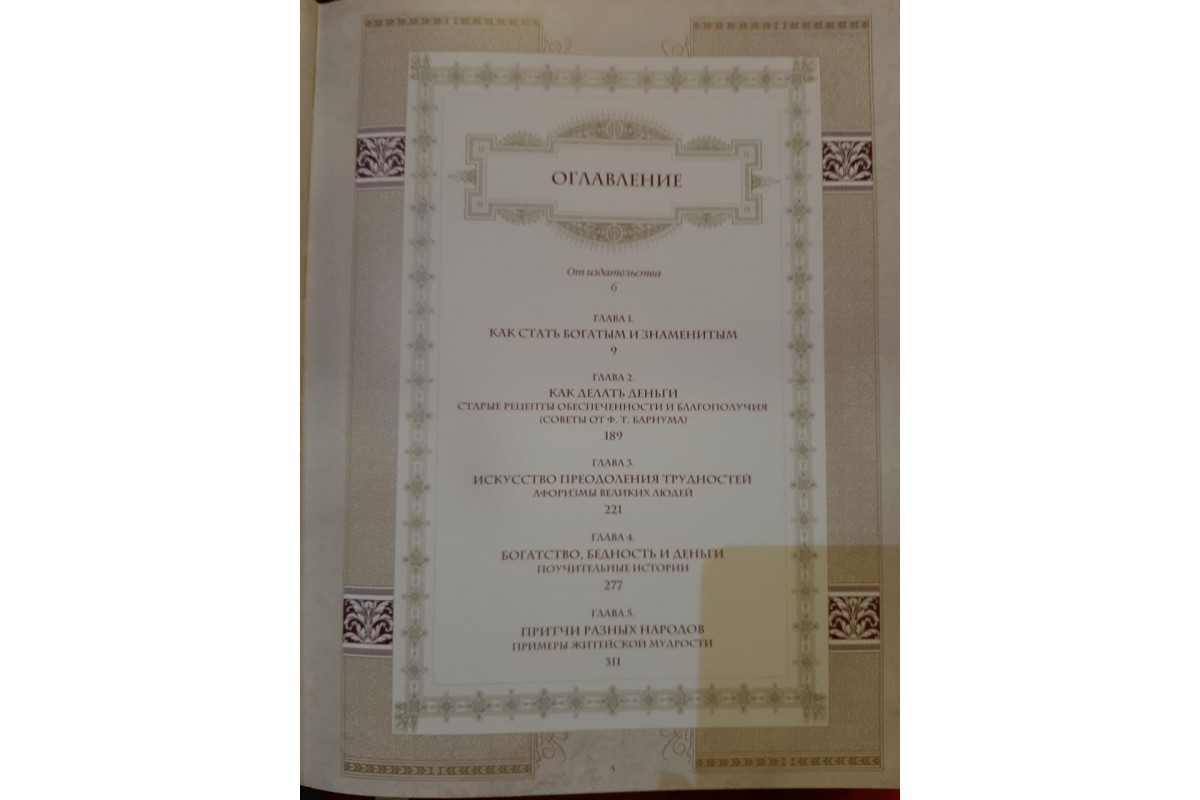 ОГЛАВЛЕНИЕ
От издательства
6
ГЛАВА 1.
КАК СТАТЬ БОГАТЫМ И ЗНАМЕНИТЫМ
9
ГЛАВА 2.
КАК ДЕЛАТЬ ДЕНЬГИ
СТАРЫЕ РЕЦЕПТЫ ОБЕСПЕЧЕННОСТИ И БЛАГОПОЛУЧИЯ
(СОВЕТЫ ОТ Ф. Т. БАРНУМА)
189
ГЛАВА 3.
ИСКУССТВО ПРЕОДОЛЕНИЯ ТРУДНОСТЕЙ
АФОРИЗМЫ ВЕЛИКИХ ЛЮДЕЙ
221
ГЛАВА 4.
БОГАТСТВО, БЕДНОСТЬ И ДЕНЬГИ
ПОУЧИТЕЛЬНЫЕ ИСТОРИИ
277
ГЛАВА 5.
ПРИТЧИ РАЗНЫХ НАРОДОВ
ПРИМЕРЫ ЖИТЕЙСКОЙ МУДРОСТИ
311
5